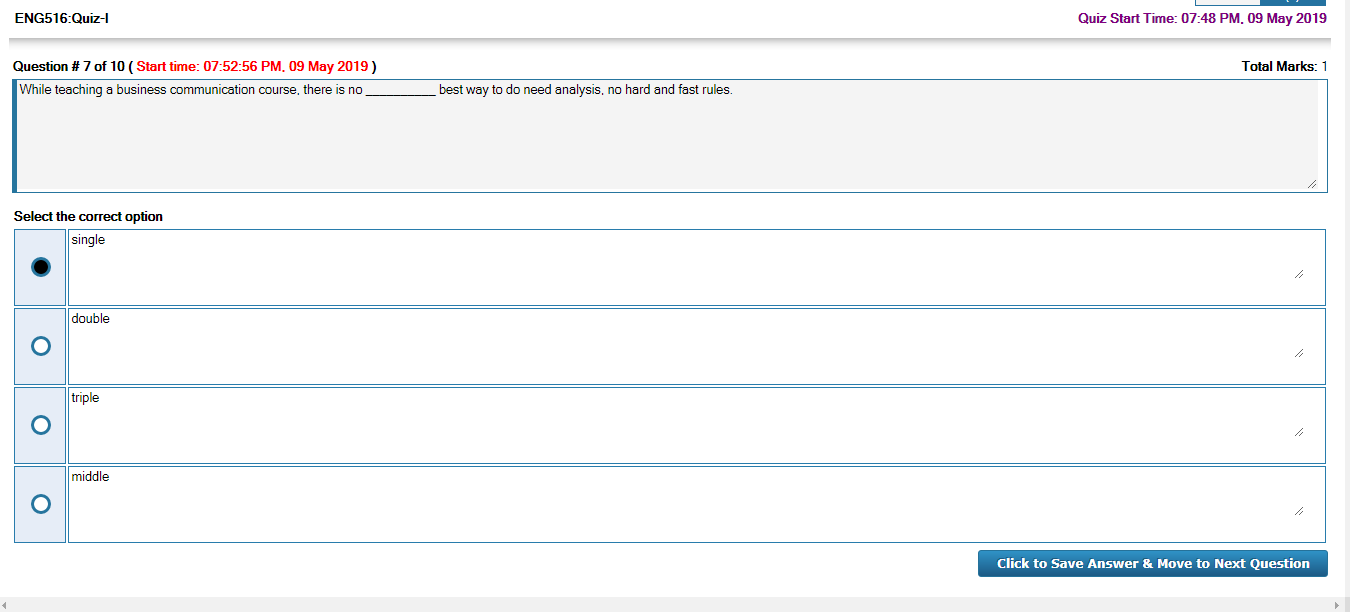 ENG516:Quiz-I
Quiz Start Time: 07:48 PM, 09 May 2019
Question # 7 of 10 ( Start time: 07:52:56 PM, 09 May 2019 )
Total Marks: 1
While teaching a business communication course, there is no __________ best way to do need analysis, no hard and fast rules.
Select the correct option
single
double
triple
middle
Click to Save Answer & Move to Next Question